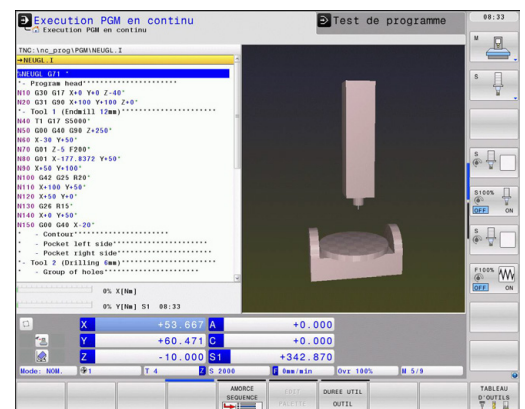 Execution PGM en continu
Execution PGM en continu
Test de programme
08:33
TNC:\nc_prog\PGM\NEUGL.I
→NEUGL.I
%NEUGL G71 *
*- Program head**********************
N10 G30 G17 X+0 Y+0 Z-40*
N20 G31 G90 X+100 Y+100 Z+0*
*- Tool 1 (Endmill 12mm)**********************
N40 T1 G17 S5000*
N50 G00 G40 G90 Z+250*
N60 X-30 Y+50*
N70 G01 Z-5 F200*
N80 G01 X-177.8372 Y+50*
N90 X+50 Y+100*
N100 G42 G25 R20*
N110 X+100 Y+50*
N120 X+50 Y+0*
N130 G26 R15*
N140 X+0 Y+50*
N150 G00 G40 X-20*
* - Contour**********************
* - Pocket left side**********************
* - Pocket right side**********************
*- Tool 2 (Drilling 6mm)**********************
* - Group of holes**********************
0% X[Nm]
0% Y[Nm] S1 08:33
X +53.667 A +0.000
Y +60.471 C +0.000
Z -10.000 S1 +342.870
Mode: NOM. 1 T 4 Z S 2000 F 0mm/min Ovr 100% M 5/9
M
S
S
S100%
OFF ON
S
F100%
OFF ON
AMORCE
SEQUENCE
DUREE UTIL
OUTIL
TABLEAU
D'OUTILS